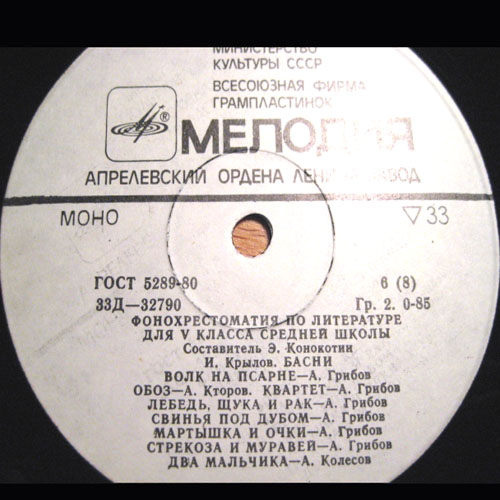 МИНИСТЕРСТВО
КУЛЬТУРЫ СССР
ВСЕСОЮЗНАЯ ФИРМА
ГРАМПЛАСТИНОК
МЕЛОДИЯ
АПРЕЛЕВСКИЙ ОРДЕНА ЛЕНИНА ЗАВОД
МОНО ▽33
ГОСТ 5289-80 6 (8)
33Д—32790 Гр. 2. 0-85
ФОНОХРЕСТОМАТИЯ ПО ЛИТЕРАТУРЕ
ДЛЯ V КЛАССА СРЕДНЕЙ ШКОЛЫ
Составитель Э. Конокотин
И. Крылов. БАСНИ
ВОЛК НА ПСАРНЕ—А. Грибов
ОБОЗ—А. Кторов. КВАРТЕТ—А. Грибов
ЛЕБЕДЬ, ЩУКА И РАК—А. Грибов
СВИНЬЯ ПОД ДУБОМ—А. Грибов
МАРТЫШКА И ОЧКИ—А. Грибов
СТРЕКОЗА И МУРАВЕЙ—А. Грибов
ДВА МАЛЬЧИКА—А. Колесов